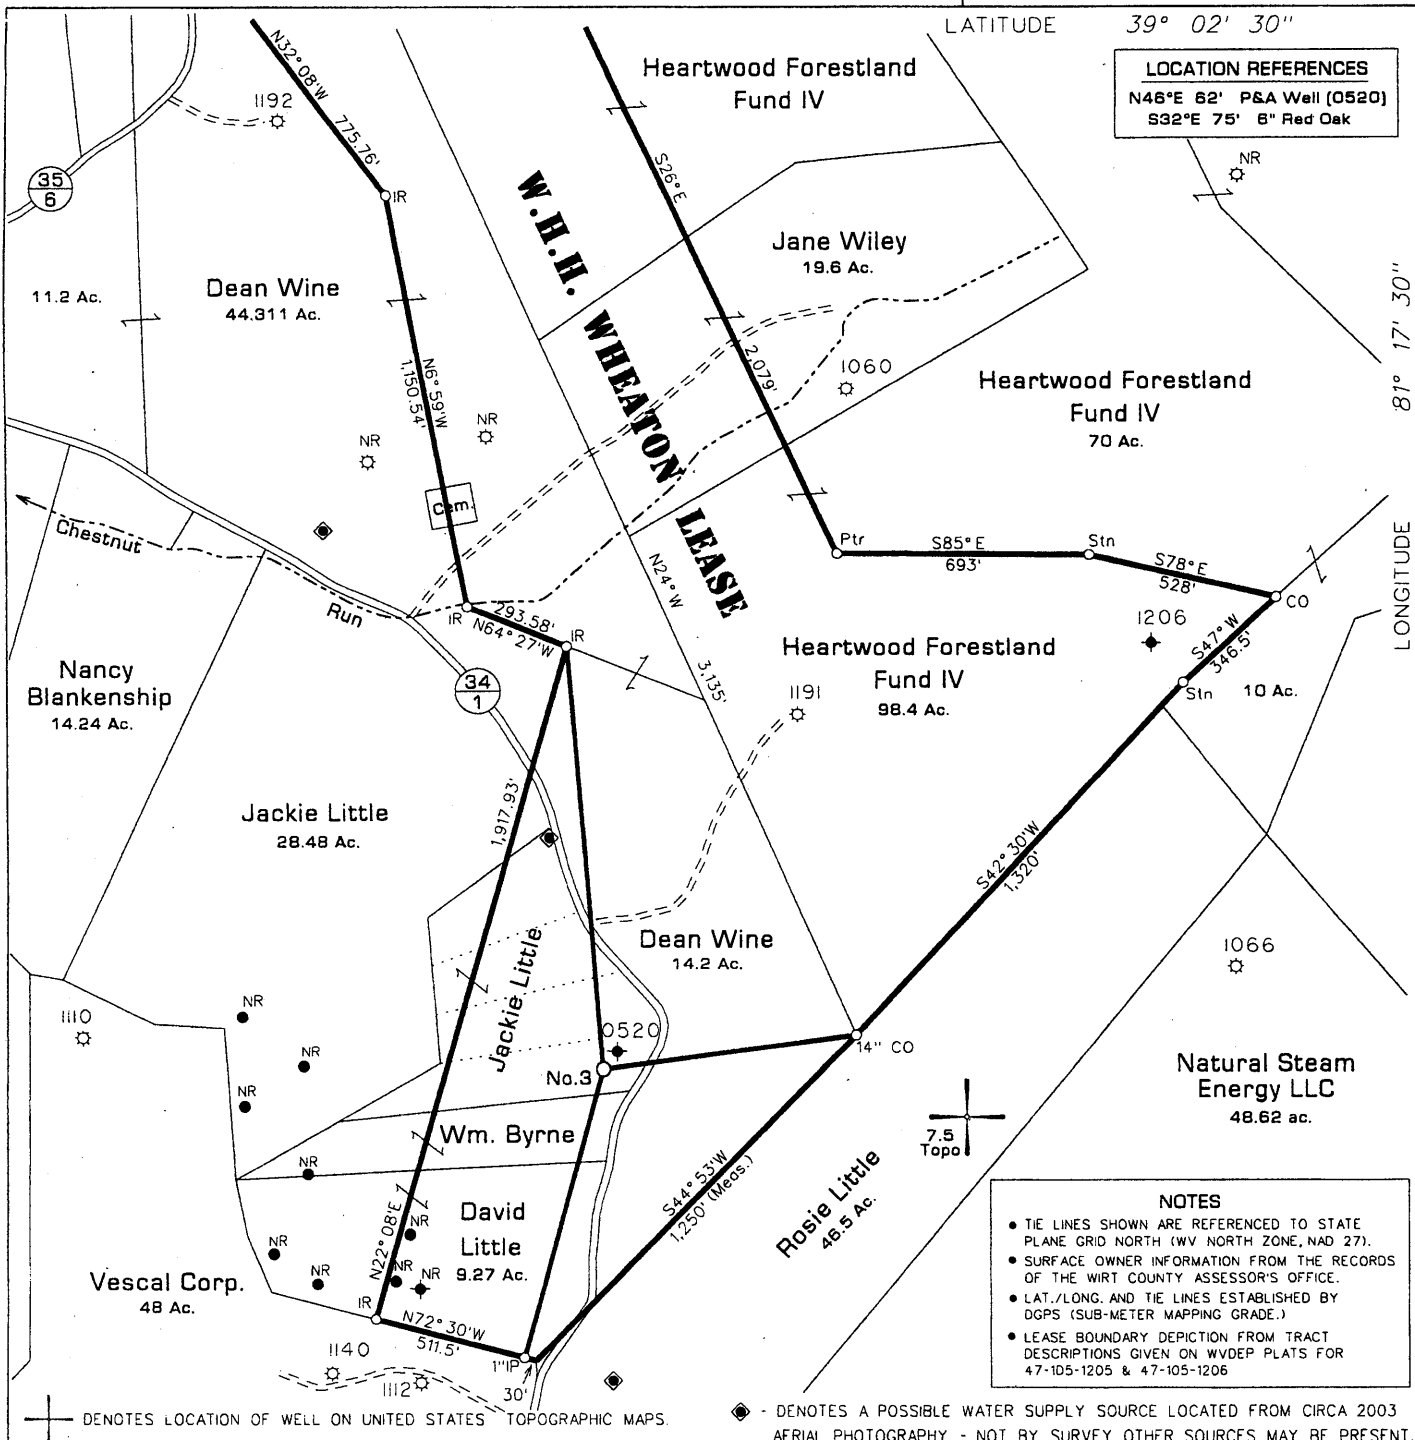 LATITUDE 39° 02' 30"
LOCATION REFERENCES
N46°E 62' P&A Well (0520)
S32°E 75' 6" Red Oak
N32°08'W
775.76'
1192
35
6
IR
Heartwood Forestland
Fund IV
S26°E
NR
W.H.H. WHEATON LEASE
Jane Wiley
19.6 Ac.
11.2 Ac.
Dean Wine
44.311 Ac.
81° 17' 30"
LONGITUDE
N6°59'W
1,150.54'
2,079'
1060
Heartwood Forestland
Fund IV
70 Ac.
NR
NR
Cem.
Chestnut
Run
Ptr
S85°E
693'
Stn
S78°E
528'
CO
N24°W
3,135'
IR
293.58'
N64°27'W
IR
1206
S47°W
346.5'
Stn
10 Ac.
Heartwood Forestland
Fund IV
98.4 Ac.
Nancy
Blankenship
14.24 Ac.
34
1
1191
Jackie Little
28.48 Ac.
1,917.93'
S42°30'W
1,320'
Jackie Little
Dean Wine
14.2 Ac.
1066
NR
1110
NR
0520
14" CO
No.3
NR
Natural Steam
Energy LLC
48.62 ac.
Wm. Byrne
7.5
Topo
NR
S44°53'W
1,250' (Meas.)
Rosie Little
46.5 Ac.
N22°08'E
David
Little
9.27 Ac.
NR
NR
NR
NR
NR
Vescal Corp.
48 Ac.
IR
N72°30'W
511.5'
1"IP
30'
1140
1112
NOTES
• TIE LINES SHOWN ARE REFERENCED TO STATE
PLANE GRID NORTH (WV NORTH ZONE, NAD 27).
• SURFACE OWNER INFORMATION FROM THE RECORDS
OF THE WIRT COUNTY ASSESSOR'S OFFICE.
• LAT./LONG. AND TIE LINES ESTABLISHED BY
DGPS (SUB-METER MAPPING GRADE.)
• LEASE BOUNDARY DEPICTION FROM TRACT
DESCRIPTIONS GIVEN ON WVDEP PLATS FOR
47-105-1205 & 47-105-1206
DENOTES LOCATION OF WELL ON UNITED STATES TOPOGRAPHIC MAPS.
- DENOTES A POSSIBLE WATER SUPPLY SOURCE LOCATED FROM CIRCA 2003
AERIAL PHOTOGRAPHY - NOT BY SURVEY OTHER SOURCES MAY BE PRESENT.